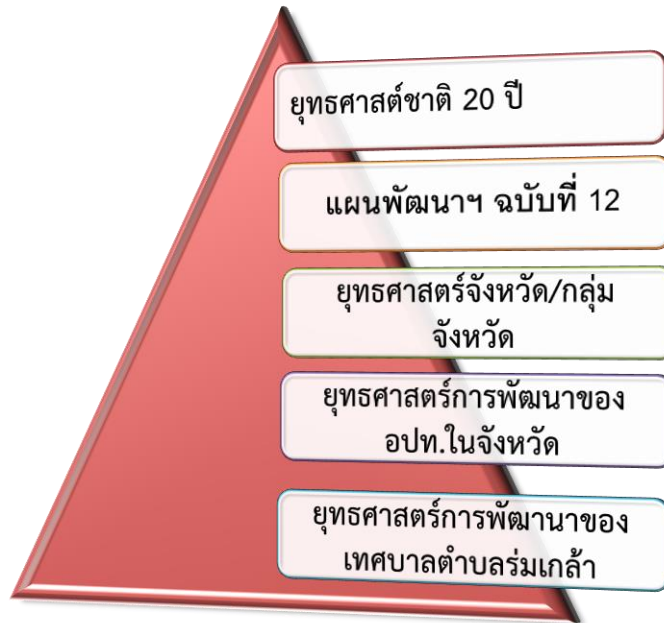 ยุทธศาสต์ชาติ 20 ปี
แผนพัฒนาฯ ฉบับที่ 12
ยุทธศาสตร์จังหวัด/กลุ่ม
จังหวัด
ยุทธศาสตร์การพัฒนาของ
อปท.ในจังหวัด
ยุทธศาสตร์การพัฒานาของ
เทศบาลตำบลร่มเกล้า